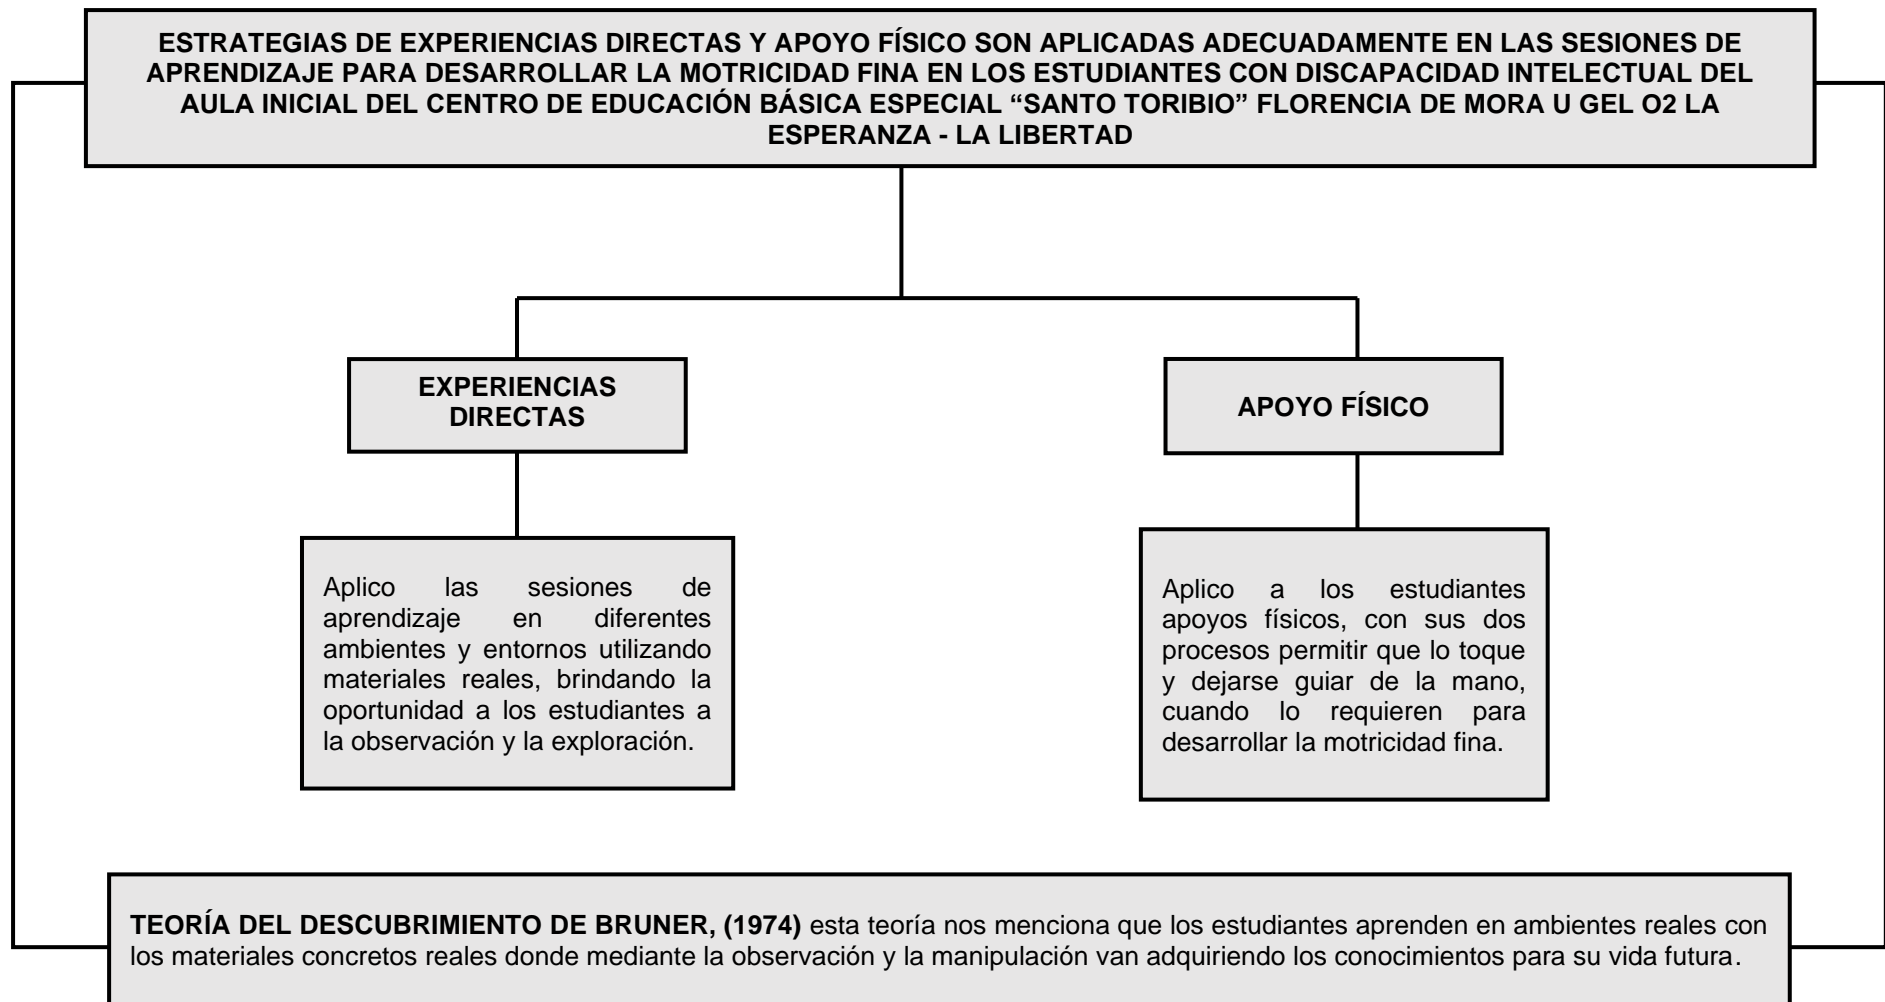 ESTRATEGIAS DE EXPERIENCIAS DIRECTAS Y APOYO FÍSICO SON APLICADAS ADECUADAMENTE EN LAS SESIONES DE
APRENDIZAJE PARA DESARROLLAR LA MOTRICIDAD FINA EN LOS ESTUDIANTES CON DISCAPACIDAD INTELECTUAL DEL
AULA INICIAL DEL CENTRO DE EDUCACIÓN BÁSICA ESPECIAL “SANTO TORIBIO” FLORENCIA DE MORA U GEL O2 LA
ESPERANZA - LA LIBERTAD
EXPERIENCIAS
DIRECTAS
Aplico las sesiones de
aprendizaje en diferentes
ambientes y entornos utilizando
materiales reales, brindando la
oportunidad a los estudiantes a
la observación y la exploración.
APOYO FÍSICO
Aplico a los estudiantes
apoyos físicos, con sus dos
procesos permitir que lo toque
y dejarse guiar de la mano,
cuando lo requieren para
desarrollar la motricidad fina.
TEORÍA DEL DESCUBRIMIENTO DE BRUNER, (1974) esta teoría nos menciona que los estudiantes aprenden en ambientes reales con
los materiales concretos reales donde mediante la observación y la manipulación van adquiriendo los conocimientos para su vida futura.